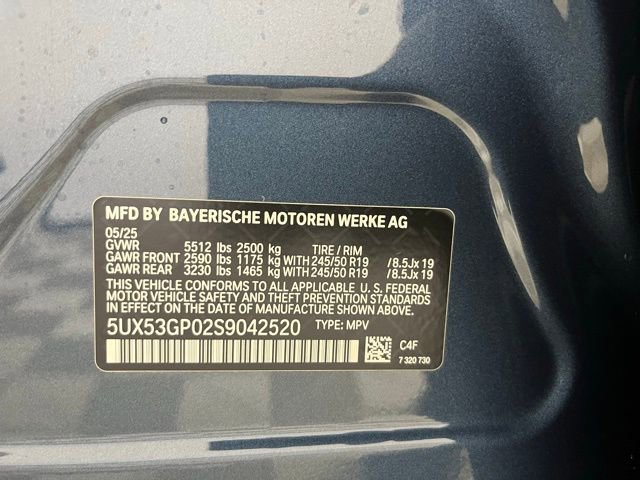 MFD BY BAYERISCHE MOTOREN WERKE AG
05/25
GVWR 5512 lbs 2500 kg TIRE / RIM
GAWR FRONT 2590 lbs 1175 kg WITH 245/50 R19 /8.5Jx19
GAWR REAR 3230 lbs 1465 kg WITH 245/50 R19 /8.5Jx19
THIS VEHICLE CONFORMS TO ALL APPLICABLE U. S. FEDERAL
MOTOR VEHICLE SAFETY AND THEFT PREVENTION STANDARDS
IN EFFECT ON THE DATE OF MANUFACTURE SHOWN ABOVE.
5UX53GP02S9042520 TYPE: MPV
C4F
7 320 730